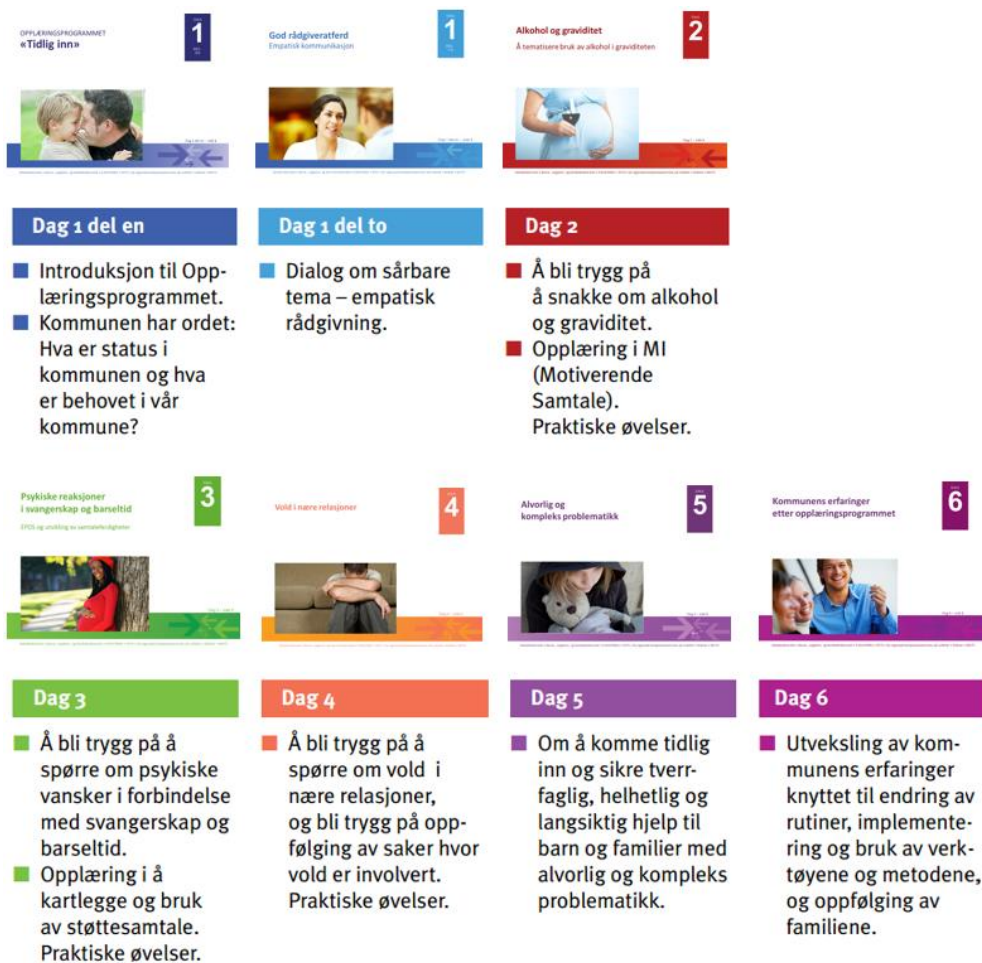 OPPLÆRINGSPROGRAMMET
«Tidlig inn»
1
God rådgiveratferd
Empatisk kommunikasjon
1
Alkohol og graviditet
Å tematisere bruk av alkohol i graviditeten
2
Dag 1 del en
Introduksjon til Opp-
læringsprogrammet.
Kommunen har ordet:
Hva er status i
kommunen og hva
er behovet i vår
kommune?
Dag 1 del to
Dialog om sårbare
tema – empatisk
rådgivning.
Dag 2
Å bli trygg på
å snakke om alkohol
og graviditet.
Opplæring i MI
(Motiverende
Samtale).
Praktiske øvelser.
Psykiske reaksjoner
i svangerskap og barseltid
EPDS og utvikling av samtaleferdigheter
3
Vold i nære relasjoner
4
Alvorlig og
kompleks problematikk
5
Kommunens erfaringer
etter opplæringsprogrammet
6
Dag 3
Å bli trygg på å
spørre om psykiske
vansker i forbindelse
med svangerskap og
barseltid.
Opplæring i å
kartlegge og bruk
av støttesamtale.
Praktiske øvelser.
Dag 4
Å bli trygg på å
spørre om vold i
nære relasjoner,
og bli trygg på opp-
følging av saker hvor
vold er involvert.
Praktiske øvelser.
Dag 5
Om å komme tidlig
inn og sikre tverr-
faglig, helhetlig og
langsiktig hjelp til
barn og familier med
alvorlig og kompleks
problematikk.
Dag 6
Utveksling av kom-
munens erfaringer
knyttet til endring av
rutiner, implemente-
ring og bruk av verk-
tøyene og metodene,
og oppfølging av
familiene.